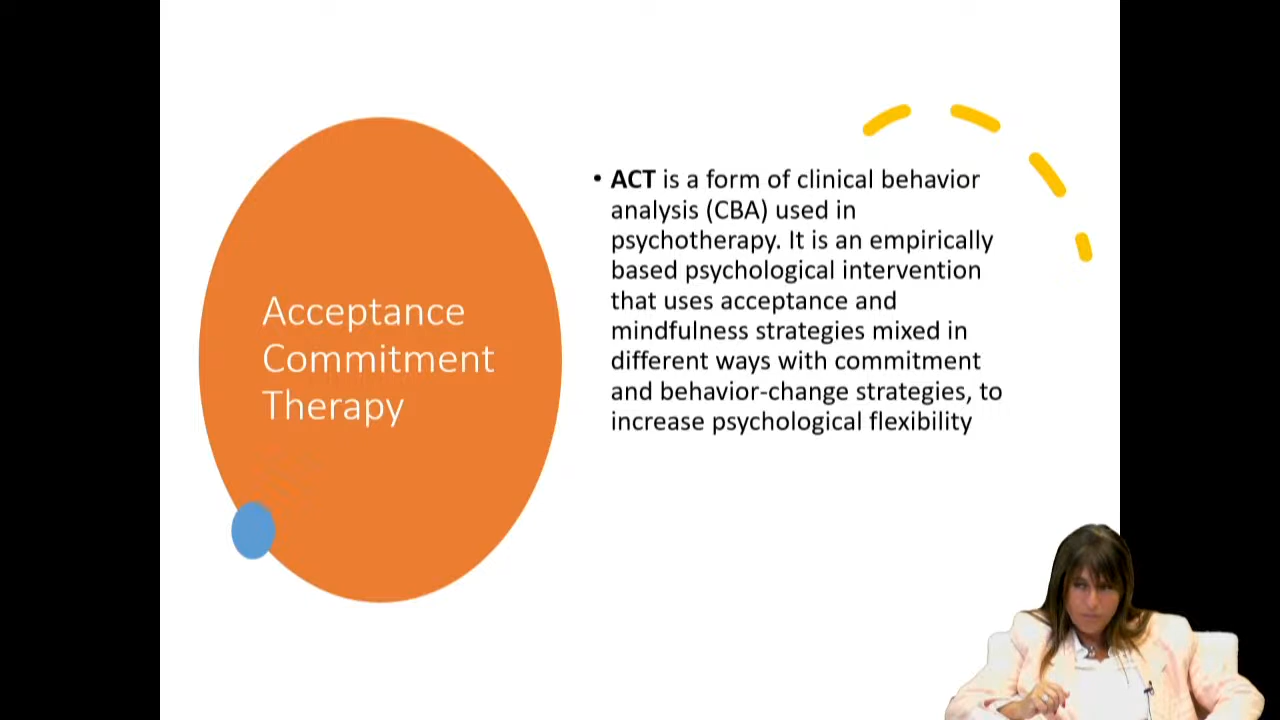 Acceptance
Commitment
Therapy
• ACT is a form of clinical behavior
analysis (CBA) used in
psychotherapy. It is an empirically
based psychological intervention
that uses acceptance and
mindfulness strategies mixed in
different ways with commitment
and behavior-change strategies, to
increase psychological flexibility